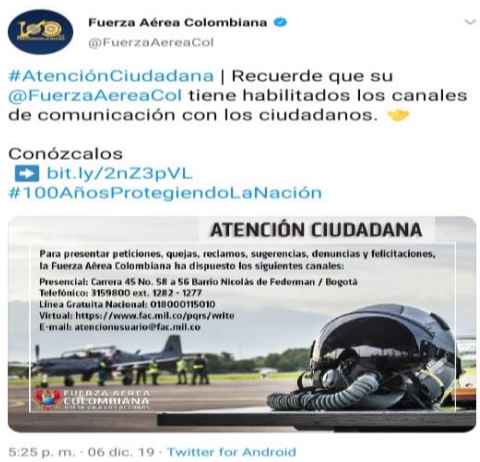 Fuerza Aérea Colombiana
@FuerzaAereaCol
#AtenciónCiudadana | Recuerde que su
@FuerzaAereaCol tiene habilitados los canales
de comunicación con los ciudadanos.
Conózcalos
bit.ly/2nZ3pVL
#100AñosProtegiendoLaNación
ATENCIÓN CIUDADANA
Para presentar peticiones, quejas, reclamos, sugerencias, denuncias y felicitaciones,
la Fuerza Aérea Colombiana ha dispuesto los siguientes canales:
Presencial: Carrera 45 No. 58 a 56 Barrio Nicolás de Federman / Bogotá
Telefónico: 3159800 ext. 1282 - 1277
Línea Gratuita Nacional: 018000115010
Virtual: https://www.fac.mil.co/pqrs/write
E-mail: atencionusuario@fac.mil.co
FUERZA AEREA
COLOMBIANA
5:25 p. m. · 06 dic. 19 · Twitter for Android